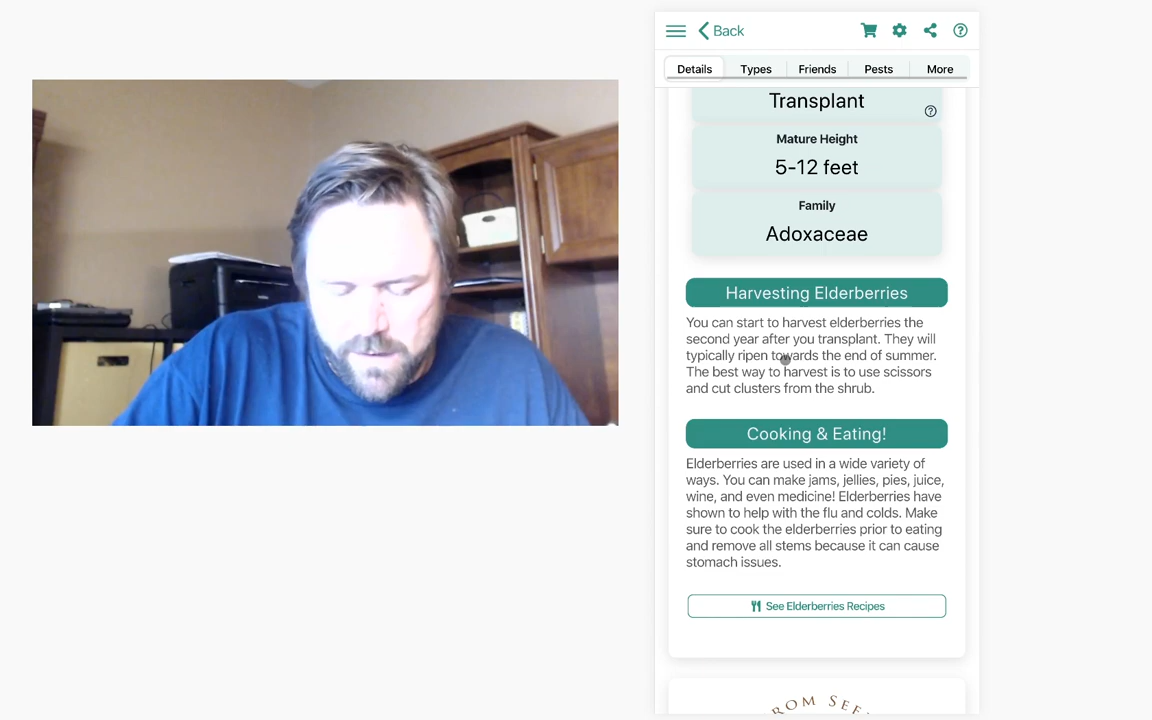 Back
Details Types Friends Pests More
Transplant
Mature Height
5-12 feet
Family
Adoxaceae
Harvesting Elderberries
You can start to harvest elderberries the
second year after you transplant. They will
typically ripen towards the end of summer.
The best way to harvest is to use scissors
and cut clusters from the shrub.
Cooking & Eating!
Elderberries are used in a wide variety of
ways. You can make jams, jellies, pies, juice,
wine, and even medicine! Elderberries have
shown to help with the flu and colds. Make
sure to cook the elderberries prior to eating
and remove all stems because it can cause
stomach issues.
See Elderberries Recipes
ROM SEE